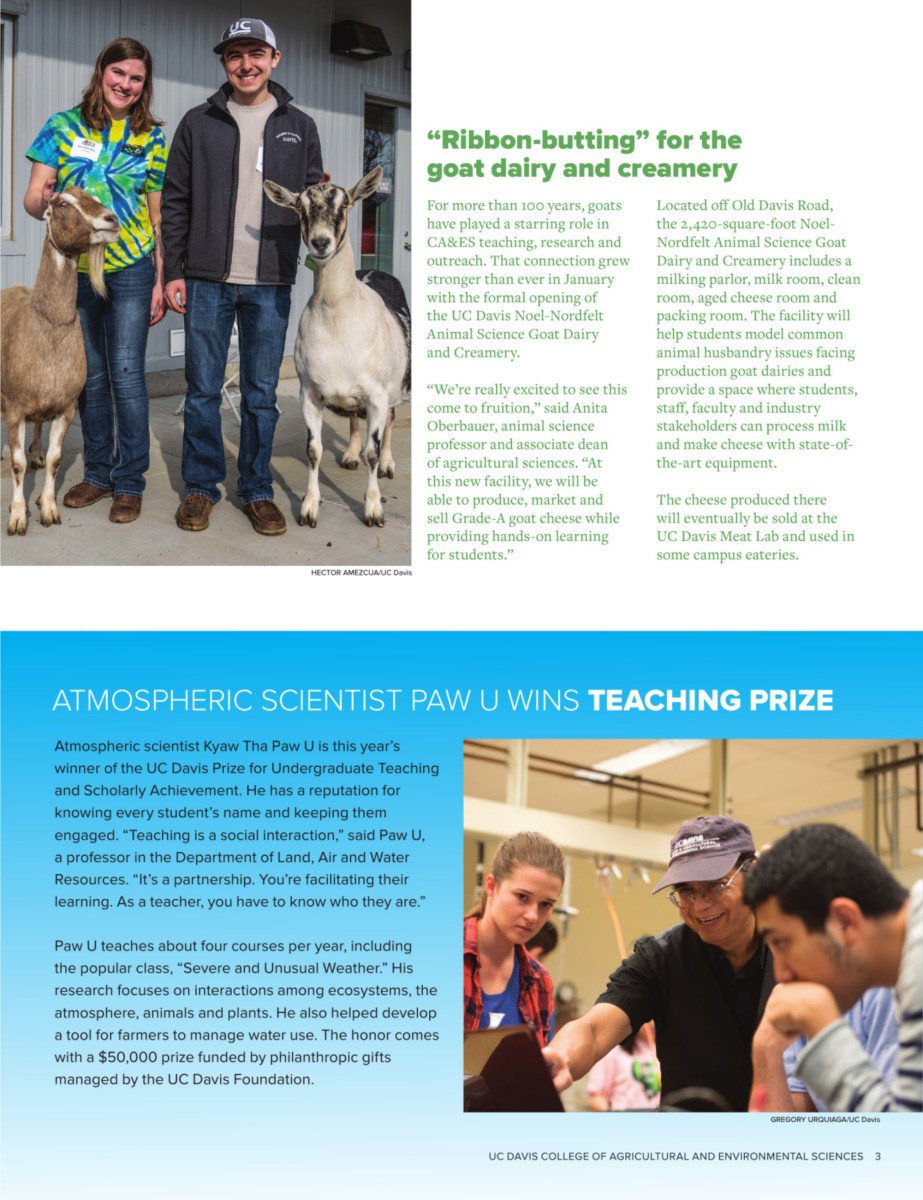 UC
"Ribbon-butting" for the
goat dairy and creamery
For more than 100 years, goats
have played a starring role in
CA&ES teaching, research and
outreach. That connection grew
stronger than ever in January
with the formal opening of
the UC Davis Noel-Nordfelt
Animal Science Goat Dairy
and Creamery.
“We’re really excited to see this
come to fruition,” said Anita
Oberbauer, animal science
professor and associate dean
of agricultural sciences. “At
this new facility, we will be
able to produce, market and
sell Grade-A goat cheese while
providing hands-on learning
for students.”
Located off Old Davis Road,
the 2,420-square-foot Noel-
Nordfelt Animal Science Goat
Dairy and Creamery includes a
milking parlor, milk room, clean
room, aged cheese room and
packing room. The facility will
help students model common
animal husbandry issues facing
production goat dairies and
provide a space where students,
staff, faculty and industry
stakeholders can process milk
and make cheese with state-of-
the-art equipment.
The cheese produced there
will eventually be sold at the
UC Davis Meat Lab and used in
some campus eateries.
HECTOR AMEZCUA/UC Davis
ATMOSPHERIC SCIENTIST PAW U WINS TEACHING PRIZE
Atmospheric scientist Kyaw Tha Paw U is this year’s
winner of the UC Davis Prize for Undergraduate Teaching
and Scholarly Achievement. He has a reputation for
knowing every student’s name and keeping them
engaged. “Teaching is a social interaction,” said Paw U,
a professor in the Department of Land, Air and Water
Resources. “It’s a partnership. You’re facilitating their
learning. As a teacher, you have to know who they are.”
Paw U teaches about four courses per year, including
the popular class, “Severe and Unusual Weather.” His
research focuses on interactions among ecosystems, the
atmosphere, animals and plants. He also helped develop
a tool for farmers to manage water use. The honor comes
with a $50,000 prize funded by philanthropic gifts
managed by the UC Davis Foundation.
GREGORY URQUIAGA/UC Davis
UC DAVIS COLLEGE OF AGRICULTURAL AND ENVIRONMENTAL SCIENCES 3